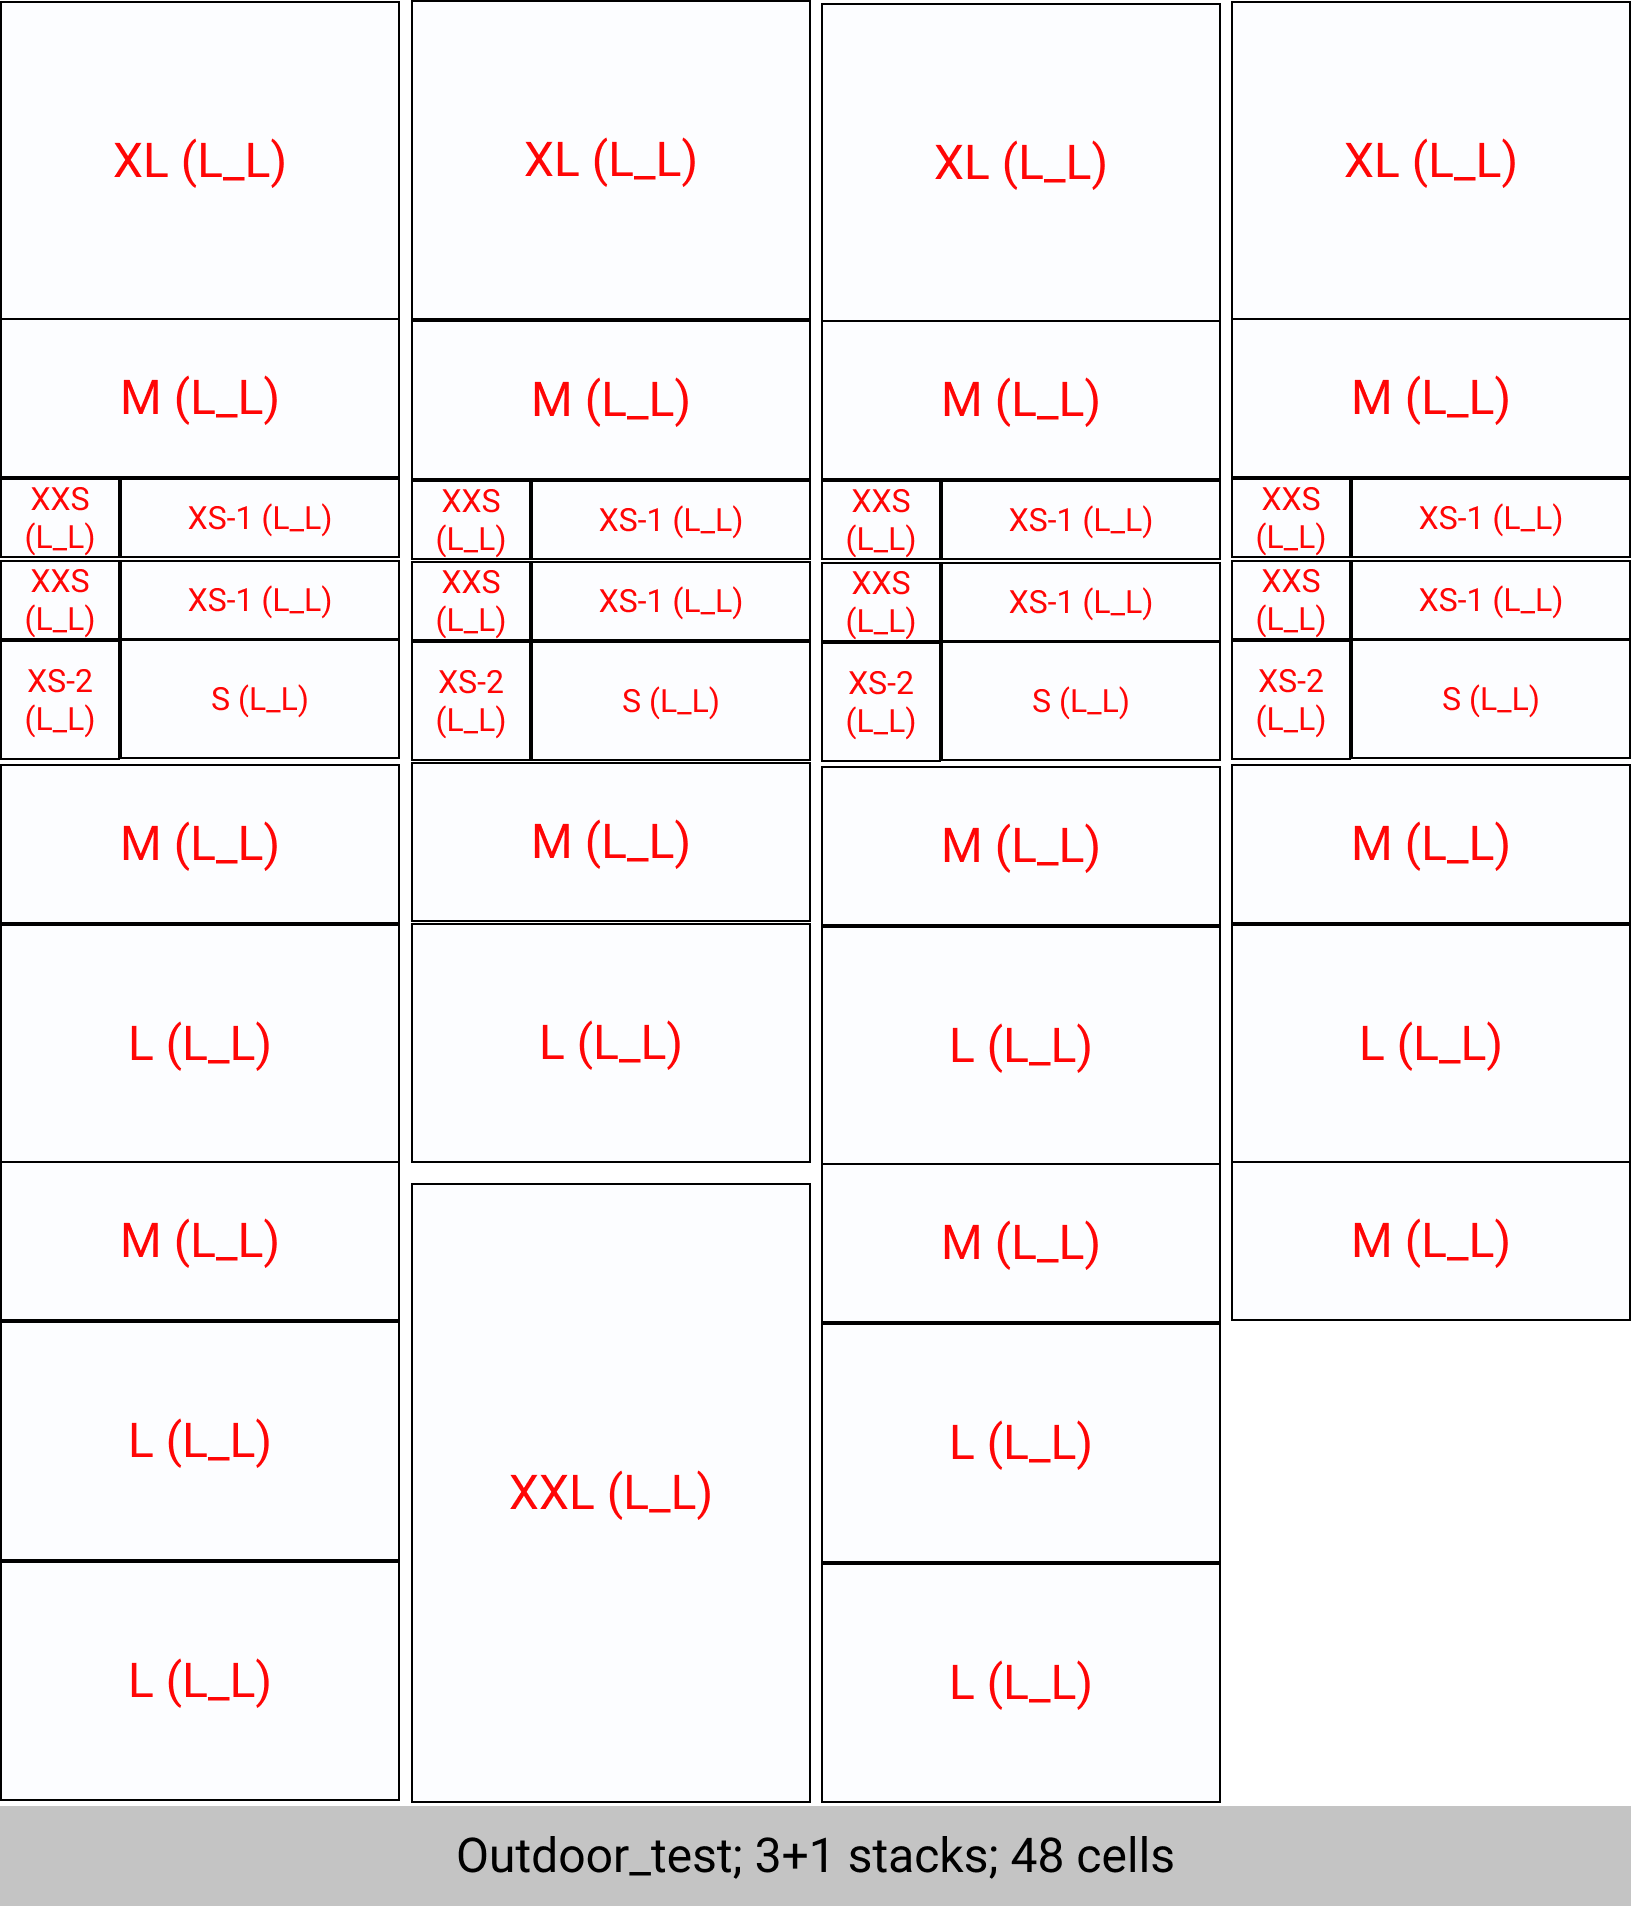 XL (L_L)
XL (L_L)
XL (L_L)
XL (L_L)
M (L_L)
M (L_L)
M (L_L)
M (L_L)
XXS
(L_L)
XS-1 (L_L)
XXS
(L_L)
XS-1 (L_L)
XXS
(L_L)
XS-1 (L_L)
XXS
(L_L)
XS-1 (L_L)
XXS
(L_L)
XS-1 (L_L)
XXS
(L_L)
XS-1 (L_L)
XXS
(L_L)
XS-1 (L_L)
XXS
(L_L)
XS-1 (L_L)
XS-2
(L_L)
S (L_L)
XS-2
(L_L)
S (L_L)
XS-2
(L_L)
S (L_L)
XS-2
(L_L)
S (L_L)
M (L_L)
M (L_L)
M (L_L)
M (L_L)
L (L_L)
L (L_L)
L (L_L)
L (L_L)
M (L_L)
M (L_L)
M (L_L)
L (L_L)
XXL (L_L)
L (L_L)
L (L_L)
L (L_L)
Outdoor_test; 3+1 stacks; 48 cells